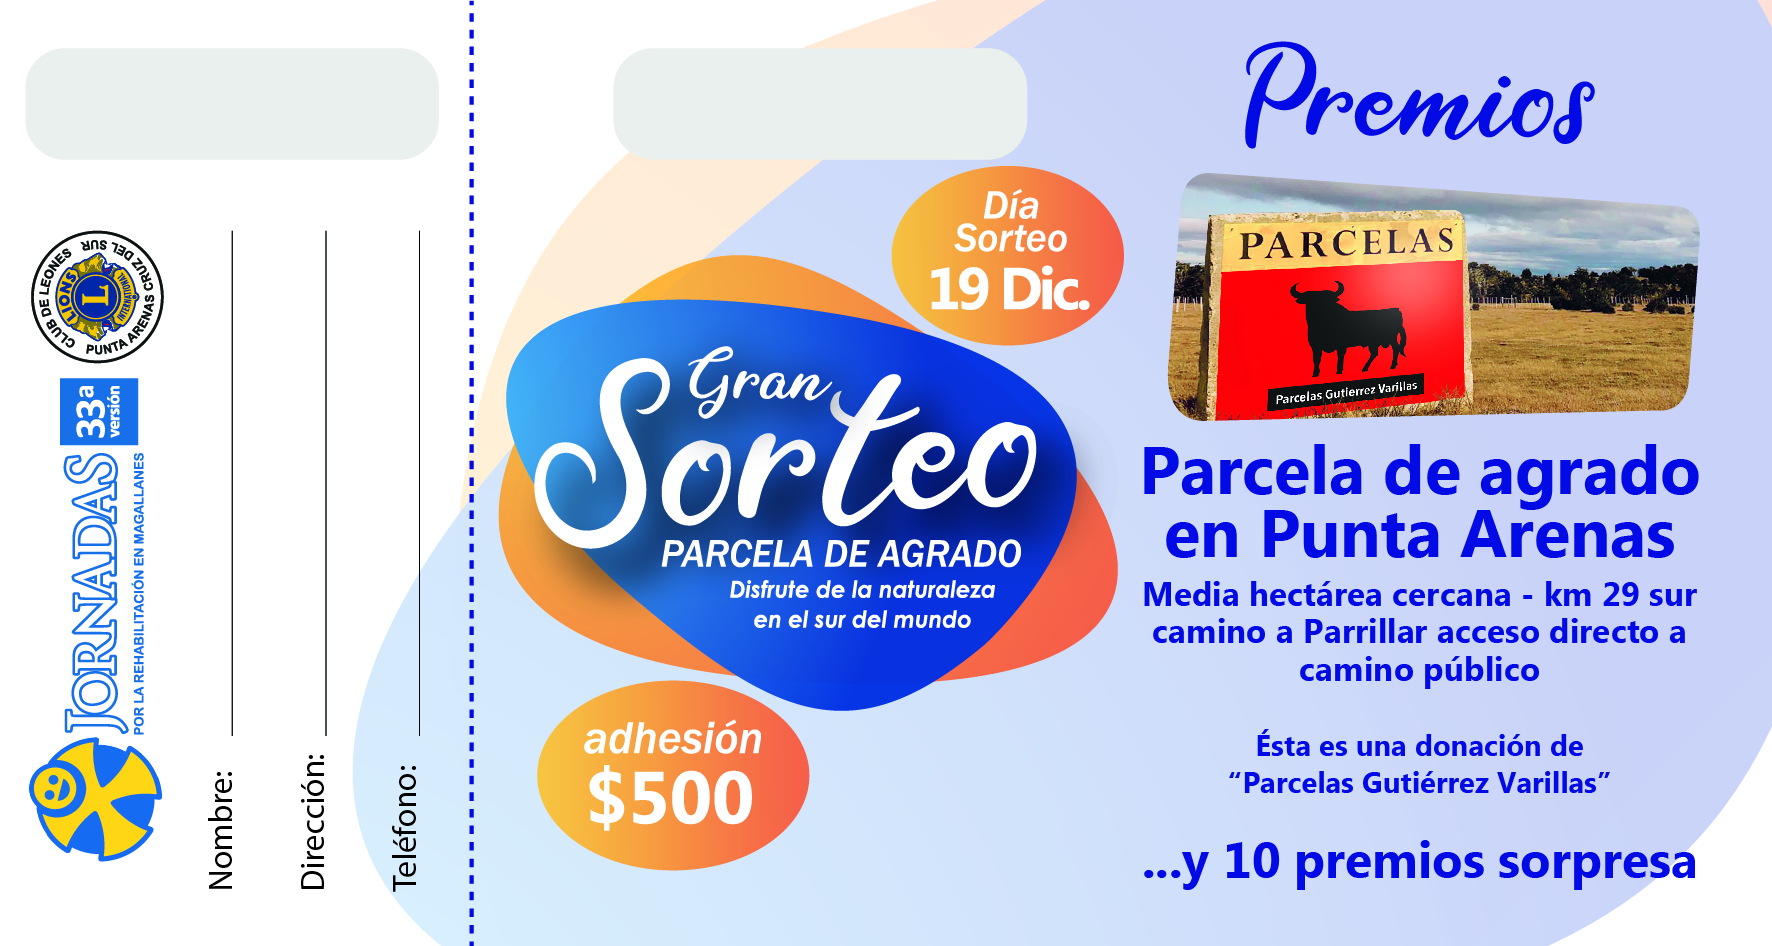 CLUB DE LEONES
CRUZ DEL SUR
PUNTA ARENAS
LIONS
L
INTERNATIONAL
33a
versión
JORNADAS
POR LA REHABILITACIÓN EN MAGALLANES
Nombre:
Dirección:
Teléfono:
Día
Sorteo
19 Dic.
Gran
Sorteo
PARCELA DE AGRADO
Disfrute de la naturaleza
en el sur del mundo
adhesión
$500
Premios
PARCELAS
Parcelas Gutierrez Varillas
Parcela de agrado
en Punta Arenas
Media hectárea cercana - km 29 sur
camino a Parrillar acceso directo a
camino público
Ésta es una donación de
“Parcelas Gutiérrez Varillas”
...y 10 premios sorpresa